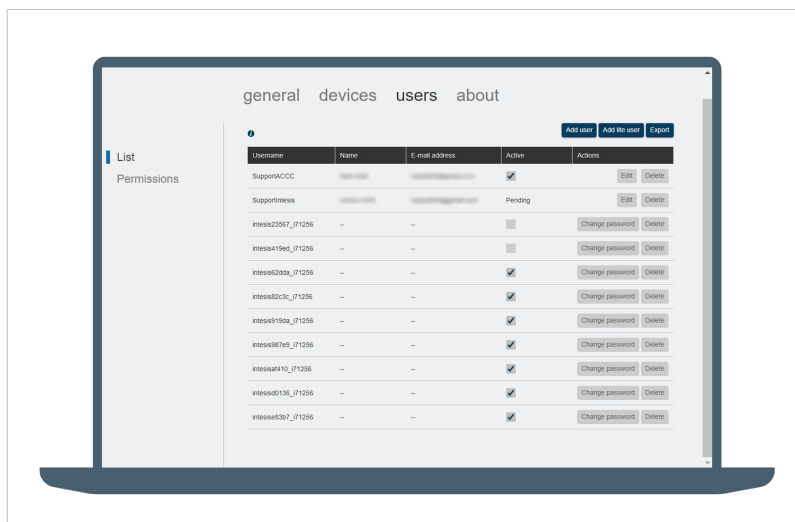 general devices users about
Add user Add lite user Export
List
Permissions
Username Name E-mail address Active Actions
SupportACCC Edit Delete
SupportIntesis Pending Edit Delete
intesis23567_i71256 -- -- Change password Delete
intesis419ed_i71256 -- -- Change password Delete
intesis62dda_i71256 -- -- Change password Delete
intesis82c3c_i71256 -- -- Change password Delete
intesis919da_i71256 -- -- Change password Delete
intesis987e9_i71256 -- -- Change password Delete
intesisaf410_i71256 -- -- Change password Delete
intesisd0136_i71256 -- -- Change password Delete
intesise83b7_i71256 -- -- Change password Delete